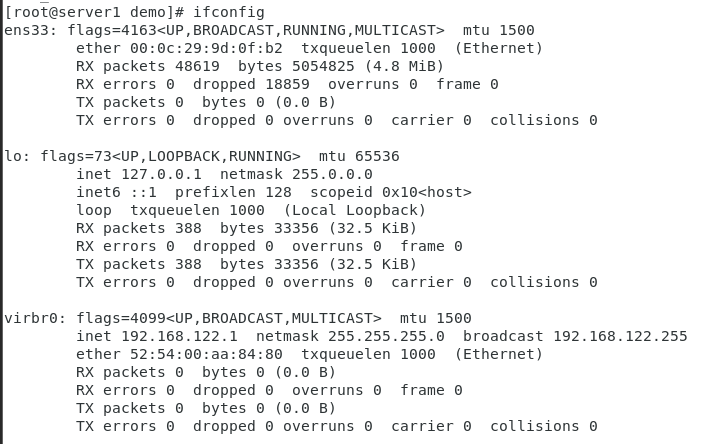 [root@server1 demo]# ifconfig
ens33: flags=4163<UP,BROADCAST,RUNNING,MULTICAST>  mtu 1500
        ether 00:0c:29:9d:0f:b2  txqueuelen 1000  (Ethernet)
        RX packets 48619  bytes 5054825 (4.8 MiB)
        RX errors 0  dropped 18859  overruns 0  frame 0
        TX packets 0  bytes 0 (0.0 B)
        TX errors 0  dropped 0 overruns 0  carrier 0  collisions 0

lo: flags=73<UP,LOOPBACK,RUNNING>  mtu 65536
        inet 127.0.0.1  netmask 255.0.0.0
        inet6 ::1  prefixlen 128  scopeid 0x10<host>
        loop  txqueuelen 1000  (Local Loopback)
        RX packets 388  bytes 33356 (32.5 KiB)
        RX errors 0  dropped 0  overruns 0  frame 0
        TX packets 388  bytes 33356 (32.5 KiB)
        TX errors 0  dropped 0 overruns 0  carrier 0  collisions 0

virbr0: flags=4099<UP,BROADCAST,MULTICAST>  mtu 1500
        inet 192.168.122.1  netmask 255.255.255.0  broadcast 192.168.122.255
        ether 52:54:00:aa:84:80  txqueuelen 1000  (Ethernet)
        RX packets 0  bytes 0 (0.0 B)
        RX errors 0  dropped 0  overruns 0  frame 0
        TX packets 0  bytes 0 (0.0 B)
        TX errors 0  dropped 0 overruns 0  carrier 0  collisions 0